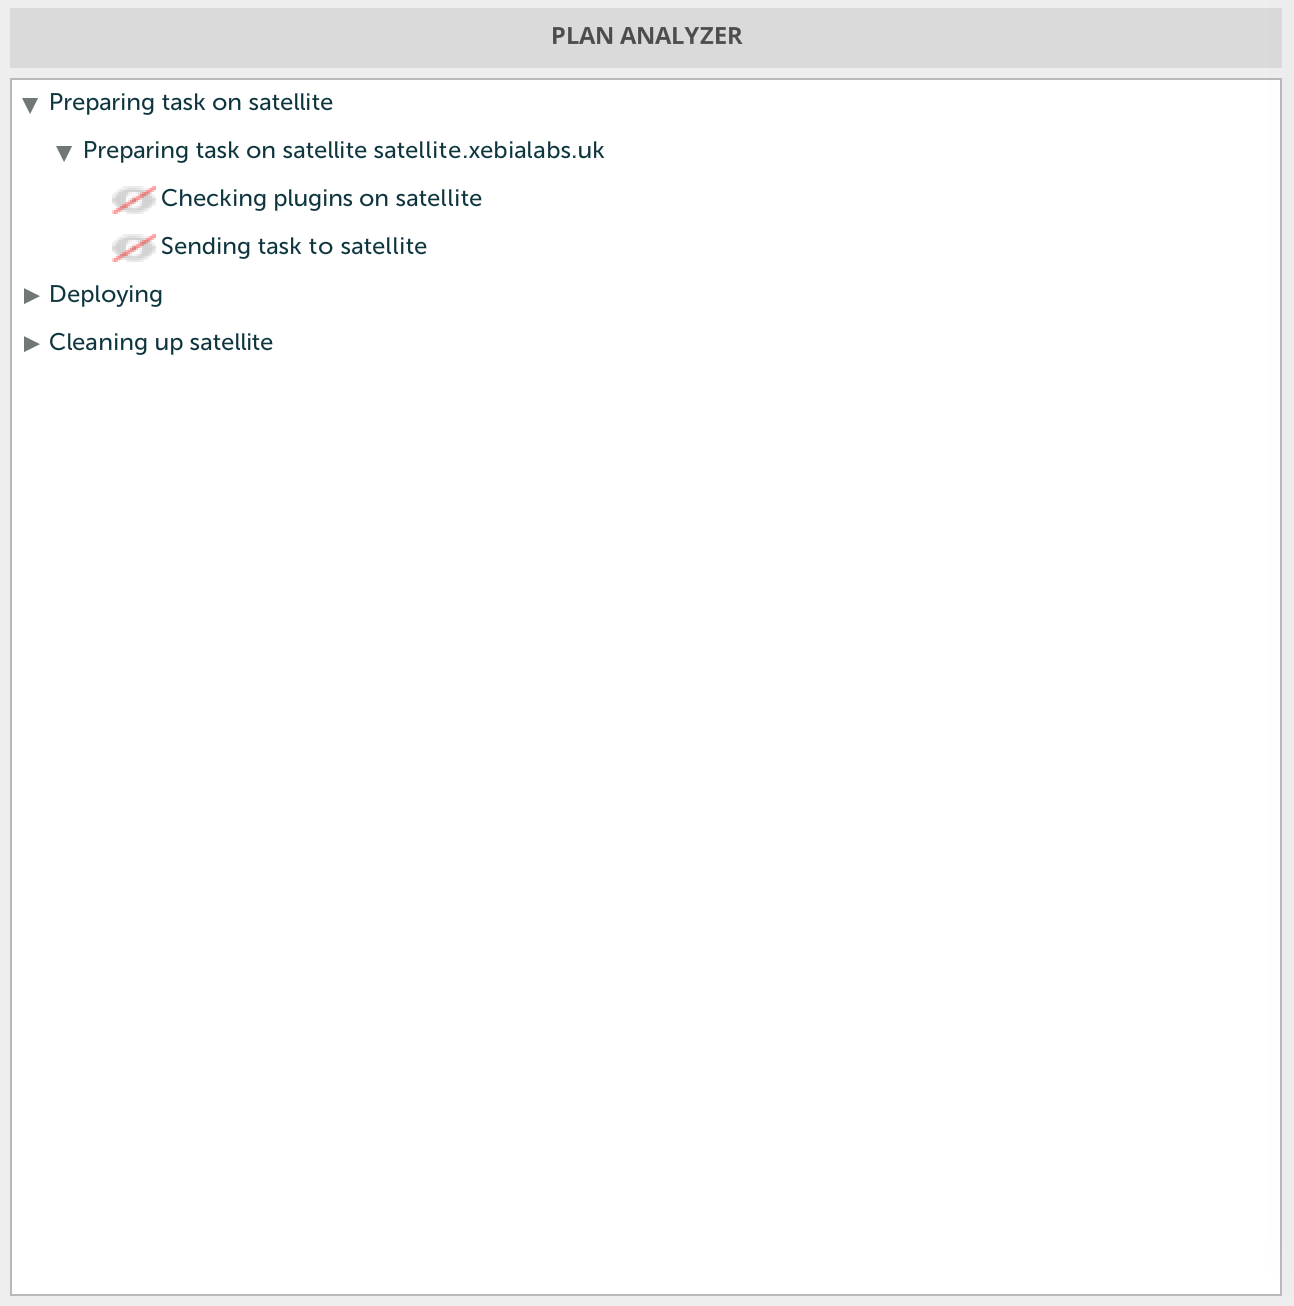 PLAN ANALYZER
Preparing task on satellite
Preparing task on satellite satellite.xebialabs.uk
Checking plugins on satellite
Sending task to satellite
Deploying
Cleaning up satellite